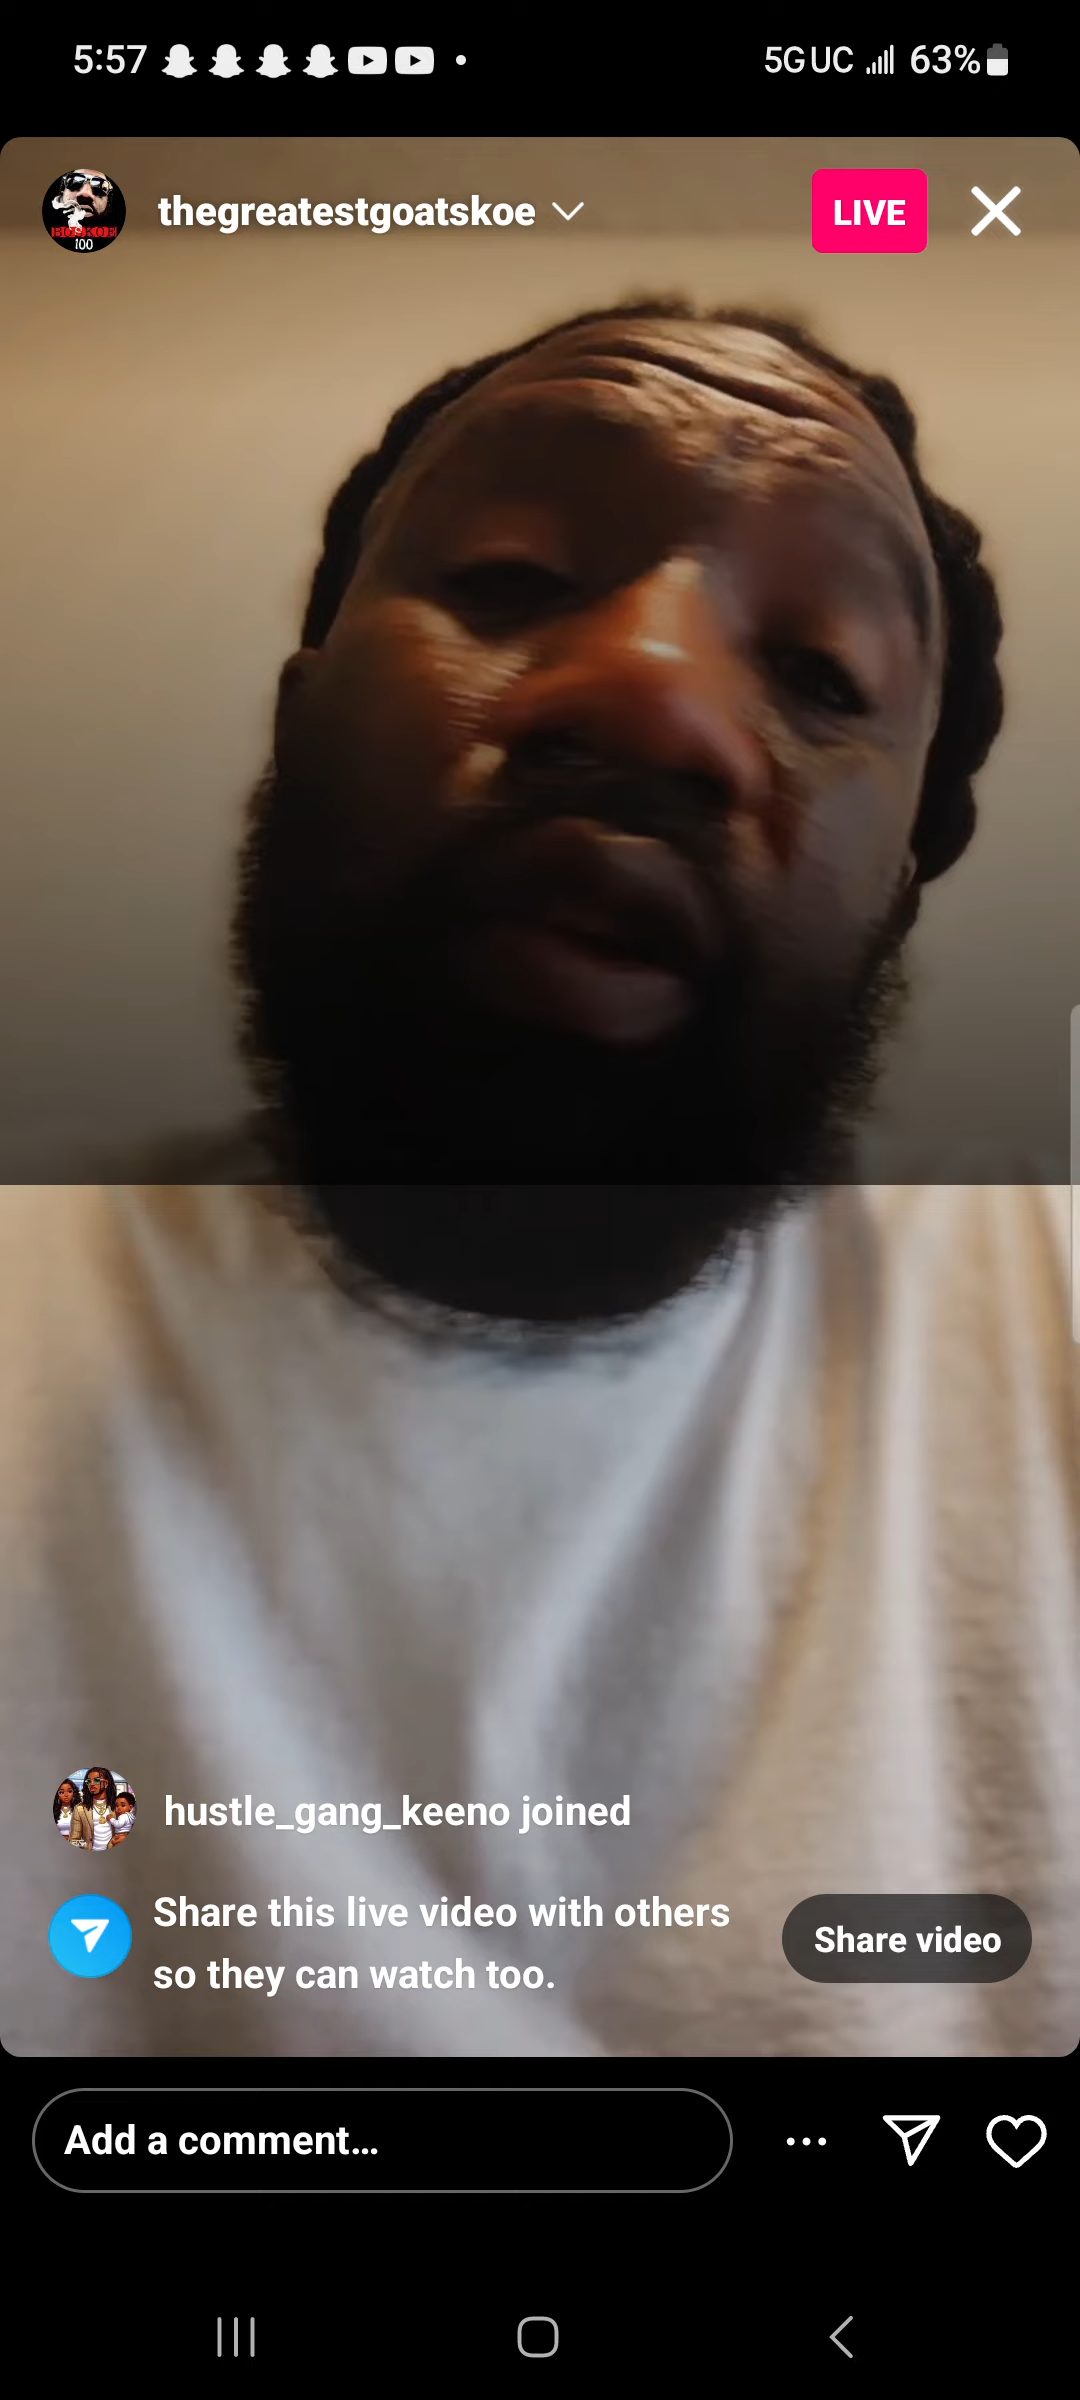 5:57
5G UC 63%
thegreatestgoatskoe
LIVE
BOSKOE
100
hustle_gang_keeno joined
Share this live video with others
so they can watch too.
Share video
Add a comment...